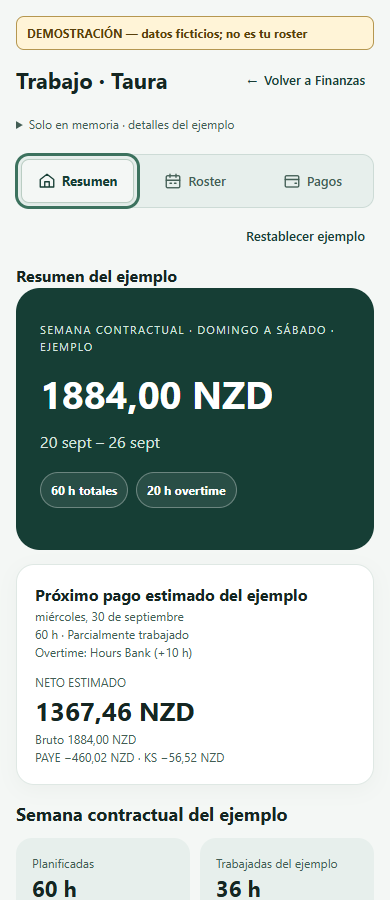 DEMOSTRACIÓN — datos ficticios; no es tu roster
Trabajo · Taura
← Volver a Finanzas
▶ Solo en memoria · detalles del ejemplo
Resumen
Roster
Pagos
Restablecer ejemplo
Resumen del ejemplo
SEMANA CONTRACTUAL · DOMINGO A SÁBADO ·
EJEMPLO
1884,00 NZD
20 sept – 26 sept
60 h totales
20 h overtime
Próximo pago estimado del ejemplo
miércoles, 30 de septiembre
60 h · Parcialmente trabajado
Overtime: Hours Bank (+10 h)
NETO ESTIMADO
1367,46 NZD
Bruto 1884,00 NZD
PAYE −460,02 NZD · KS −56,52 NZD
Semana contractual del ejemplo
Planificadas
Trabajadas del ejemplo
60 h
36 h